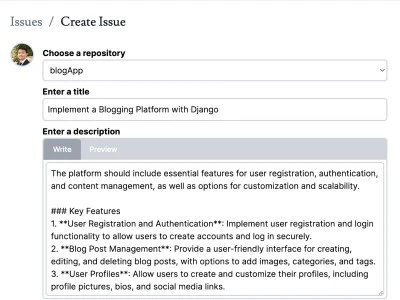 Issues / Create Issue
Choose a repository
blogApp
Enter a title
Implement a Blogging Platform with Django
Enter a description
Write Preview
The platform should include essential features for user registration, authentication,
and content management, as well as options for customization and scalability.
### Key Features
1. **User Registration and Authentication**: Implement user registration and login
functionality to allow users to create accounts and log in securely.
2. **Blog Post Management**: Provide a user-friendly interface for creating,
editing, and deleting blog posts, with options to add images, categories, and tags.
3. **User Profiles**: Allow users to create and customize their profiles, including
profile pictures, bios, and social media links.